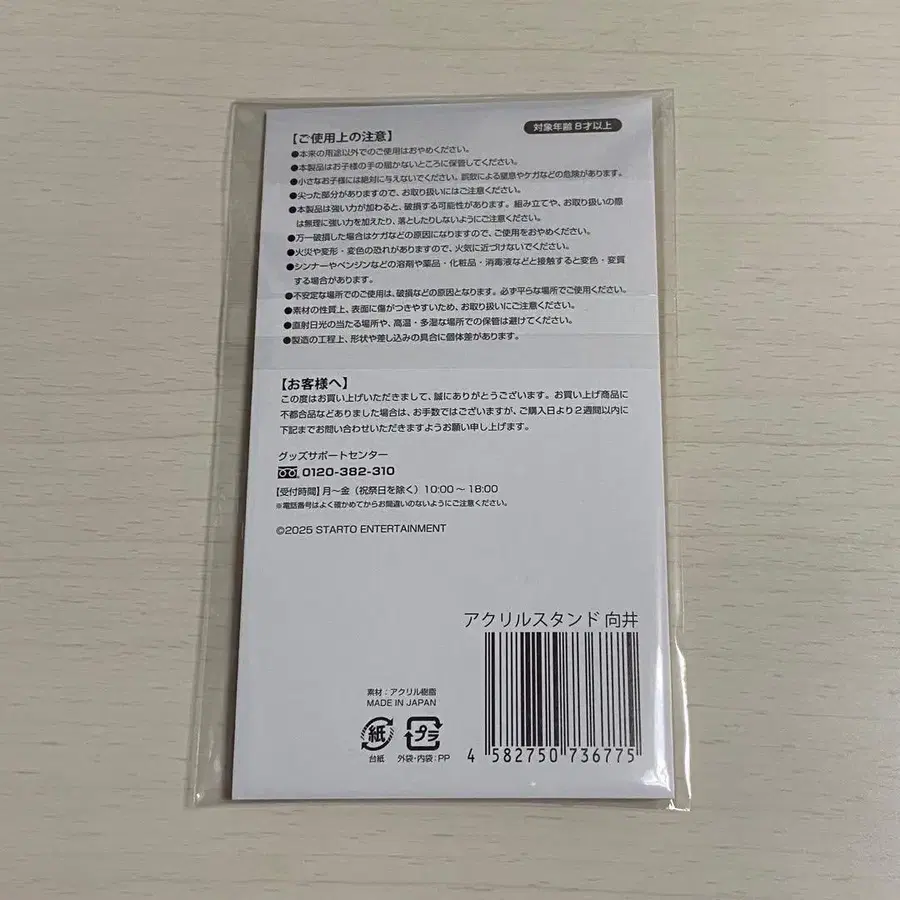 対象年齢8才以上
【ご使用上の注意】
●本来の用途以外でのご使用はおやめください。
●本製品はお子様の手の届かないところに保管してください。
●小さなお子様には絶対に与えないでください。誤飲による窒息やケガなどの危険があります。
●尖った部分がありますので、お取り扱いにはご注意ください。
●本製品は強い力が加わると、破損する可能性があります。組み立てや、お取り扱いの際
は無理に強い力を加えたり、落としたりしないようにご注意ください。
●万一破損した場合はケガなどの原因になりますので、ご使用をおやめください。
●火災や変形・変色の恐れがありますので、火気に近づけないでください。
●シンナーやベンジンなどの溶剤や薬品・化粧品・消毒液などと接触すると変色・変質
する場合があります。
●不安定な場所でのご使用は、破損などの原因となります。必ず平らな場所でご使用ください。
●素材の性質上、表面に傷がつきやすいため、お取り扱いにご注意ください。
●直射日光の当たる場所や、高温・多湿な場所での保管は避けてください。
●製造の工程上、形状や差し込みの具合に個体差があります。
【お客様へ】
この度はお買い上げいただきまして、誠にありがとうございます。お買い上げ商品に
不都合品などありました場合は、お手数ではございますが、ご購入日より2週間以内に
下記までお問い合わせいただきますようお願い申し上げます。
グッズサポートセンター
0120-382-310
【受付時間】月〜金（祝祭日を除く）10:00〜18:00
※電話番号はよく確かめてからお間違いのないようにご注意ください。
©2025 STARTO ENTERTAINMENT
アクリルスタンド 向井
素材：アクリル樹脂
MADE IN JAPAN
紙 プラ
台紙 外袋・内袋：PP
4 582750 736775